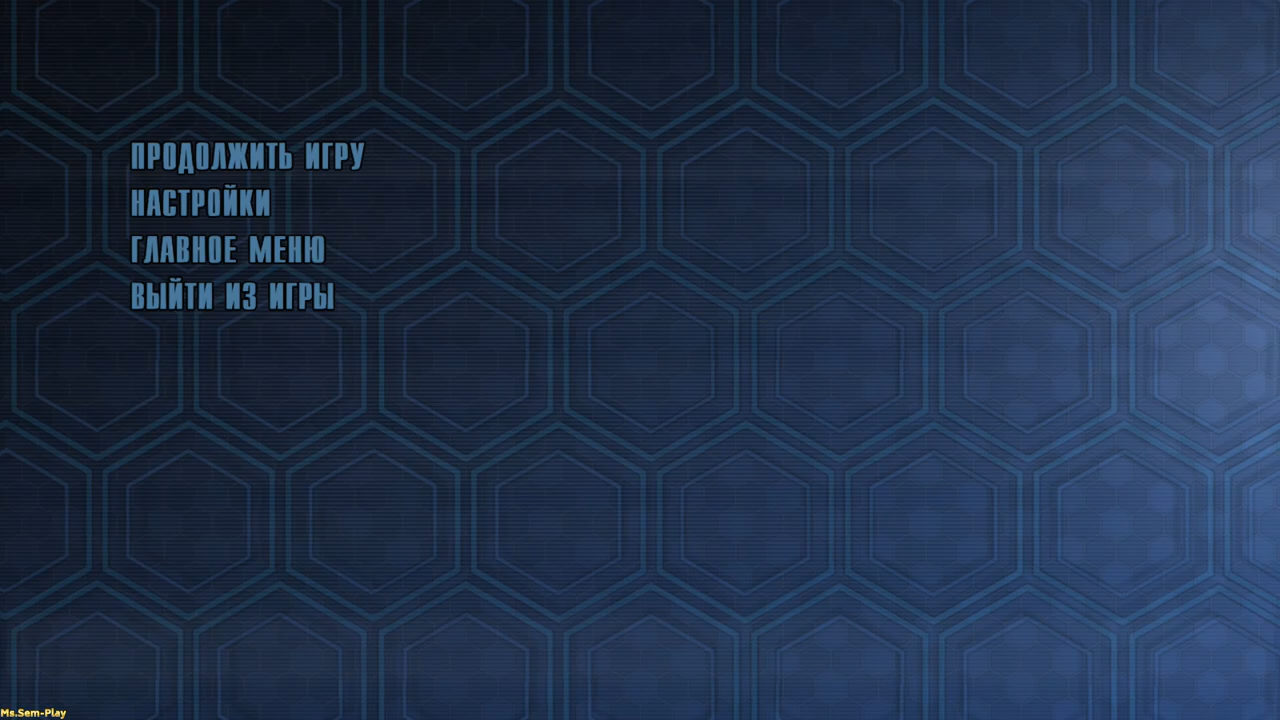 ПРОДОЛЖИТЬ ИГРУ
НАСТРОЙКИ
ГЛАВНОЕ МЕНЮ
ВЫЙТИ ИЗ ИГРЫ
Ms.Sem-Play